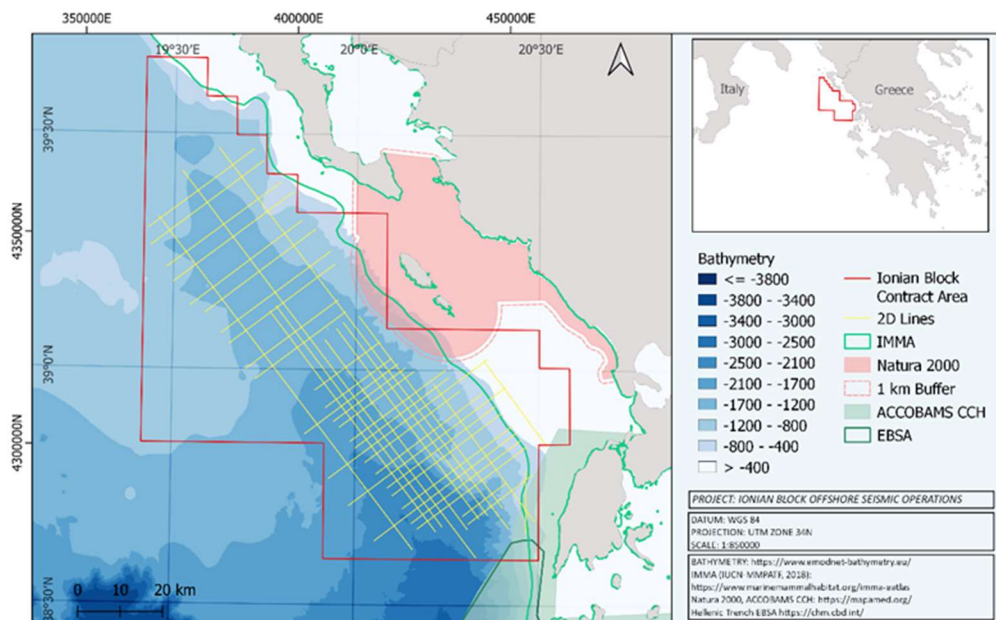 350000E
400000E
450000E
19°30'E
20°0'E
20°30'E
39°30'N
39°0'N
38°30'N
4350000N
4300000N
0 10 20 km
Italy
Greece
Bathymetry
<= -3800
-3800 - -3400
-3400 - -3000
-3000 - -2500
-2500 - -2100
-2100 - -1700
-1700 - -1200
-1200 - -800
-800 - -400
> -400
Ionian Block
Contract Area
2D Lines
IMMA
Natura 2000
1 km Buffer
ACCOBAMS CCH
EBSA
PROJECT: IONIAN BLOCK OFFSHORE SEISMIC OPERATIONS
DATUM: WGS 84
PROJECTION: UTM ZONE 34N
SCALE: 1:850000
BATHYMETRY: https://www.emodnet-bathymetry.eu/
IMMA (IUCN-MMPATF, 2018):
https://www.marinemammalhabitat.org/imma-eatlas
Natura 2000, ACCOBAMS CCH: https://mapamed.org/
Hellenic Trench EBSA https://chm.cbd.int/